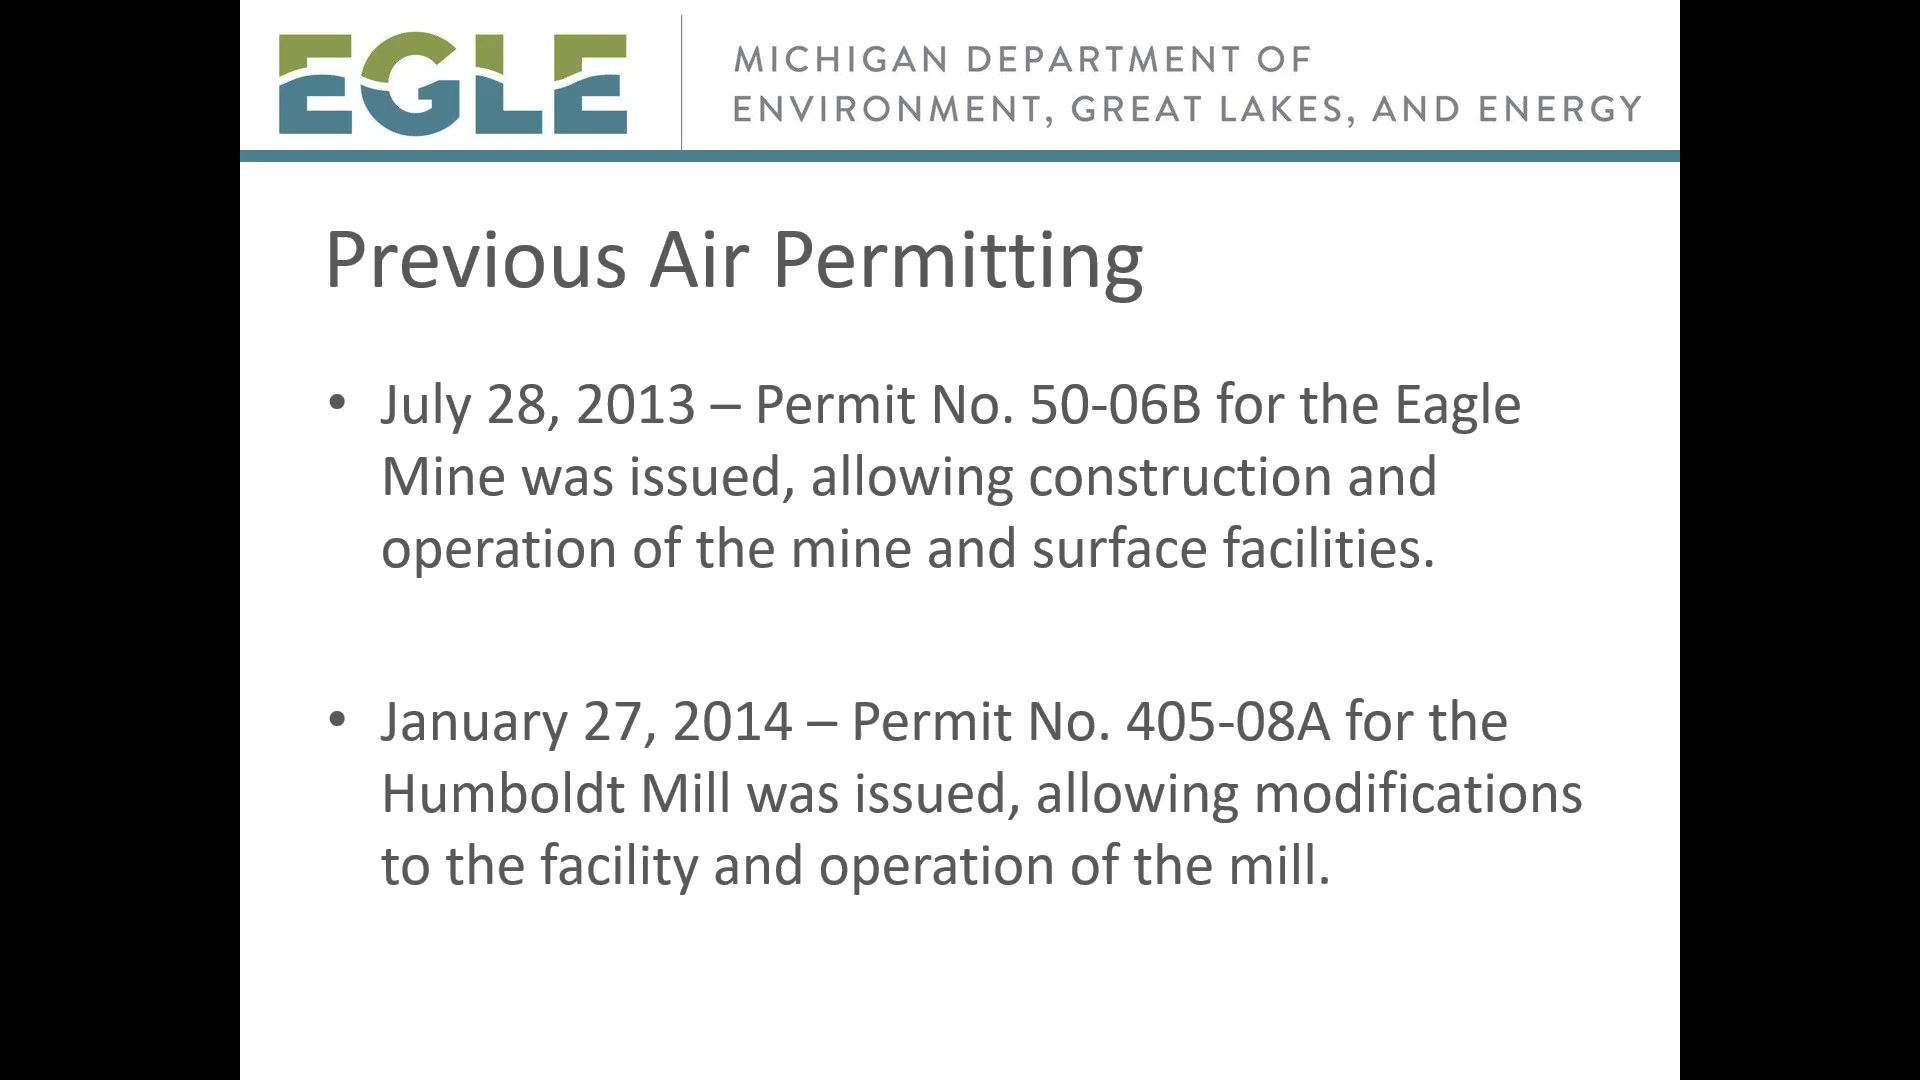 EGLE
MICHIGAN DEPARTMENT OF
ENVIRONMENT, GREAT LAKES, AND ENERGY
Previous Air Permitting
• July 28, 2013 – Permit No. 50-06B for the Eagle
Mine was issued, allowing construction and
operation of the mine and surface facilities.
• January 27, 2014 – Permit No. 405-08A for the
Humboldt Mill was issued, allowing modifications
to the facility and operation of the mill.